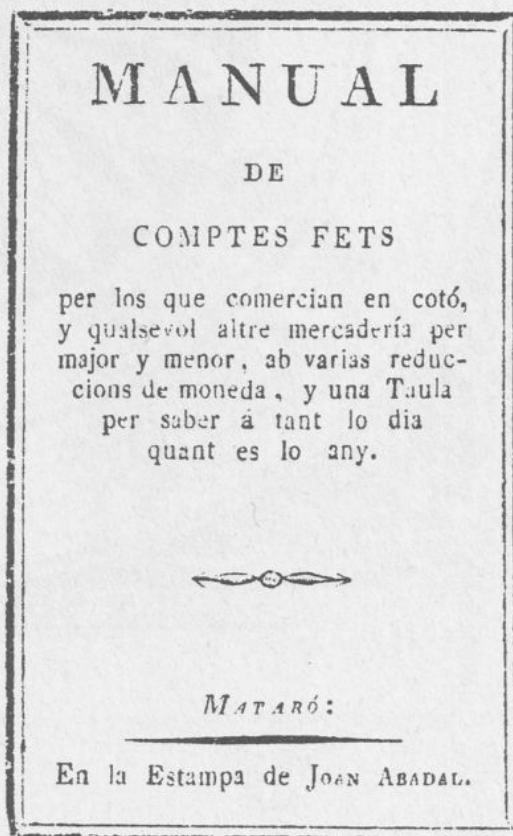 MANUAL
DE
COMPTES FETS
per los que comercian en cotó,
y qualsevol altre mercadería per
major y menor, ab varias reduc-
cions de moneda, y una Taula
per saber á tant lo dia
quant es lo any.
MATARÓ:
En la Estampa de JOAN ABADAL.